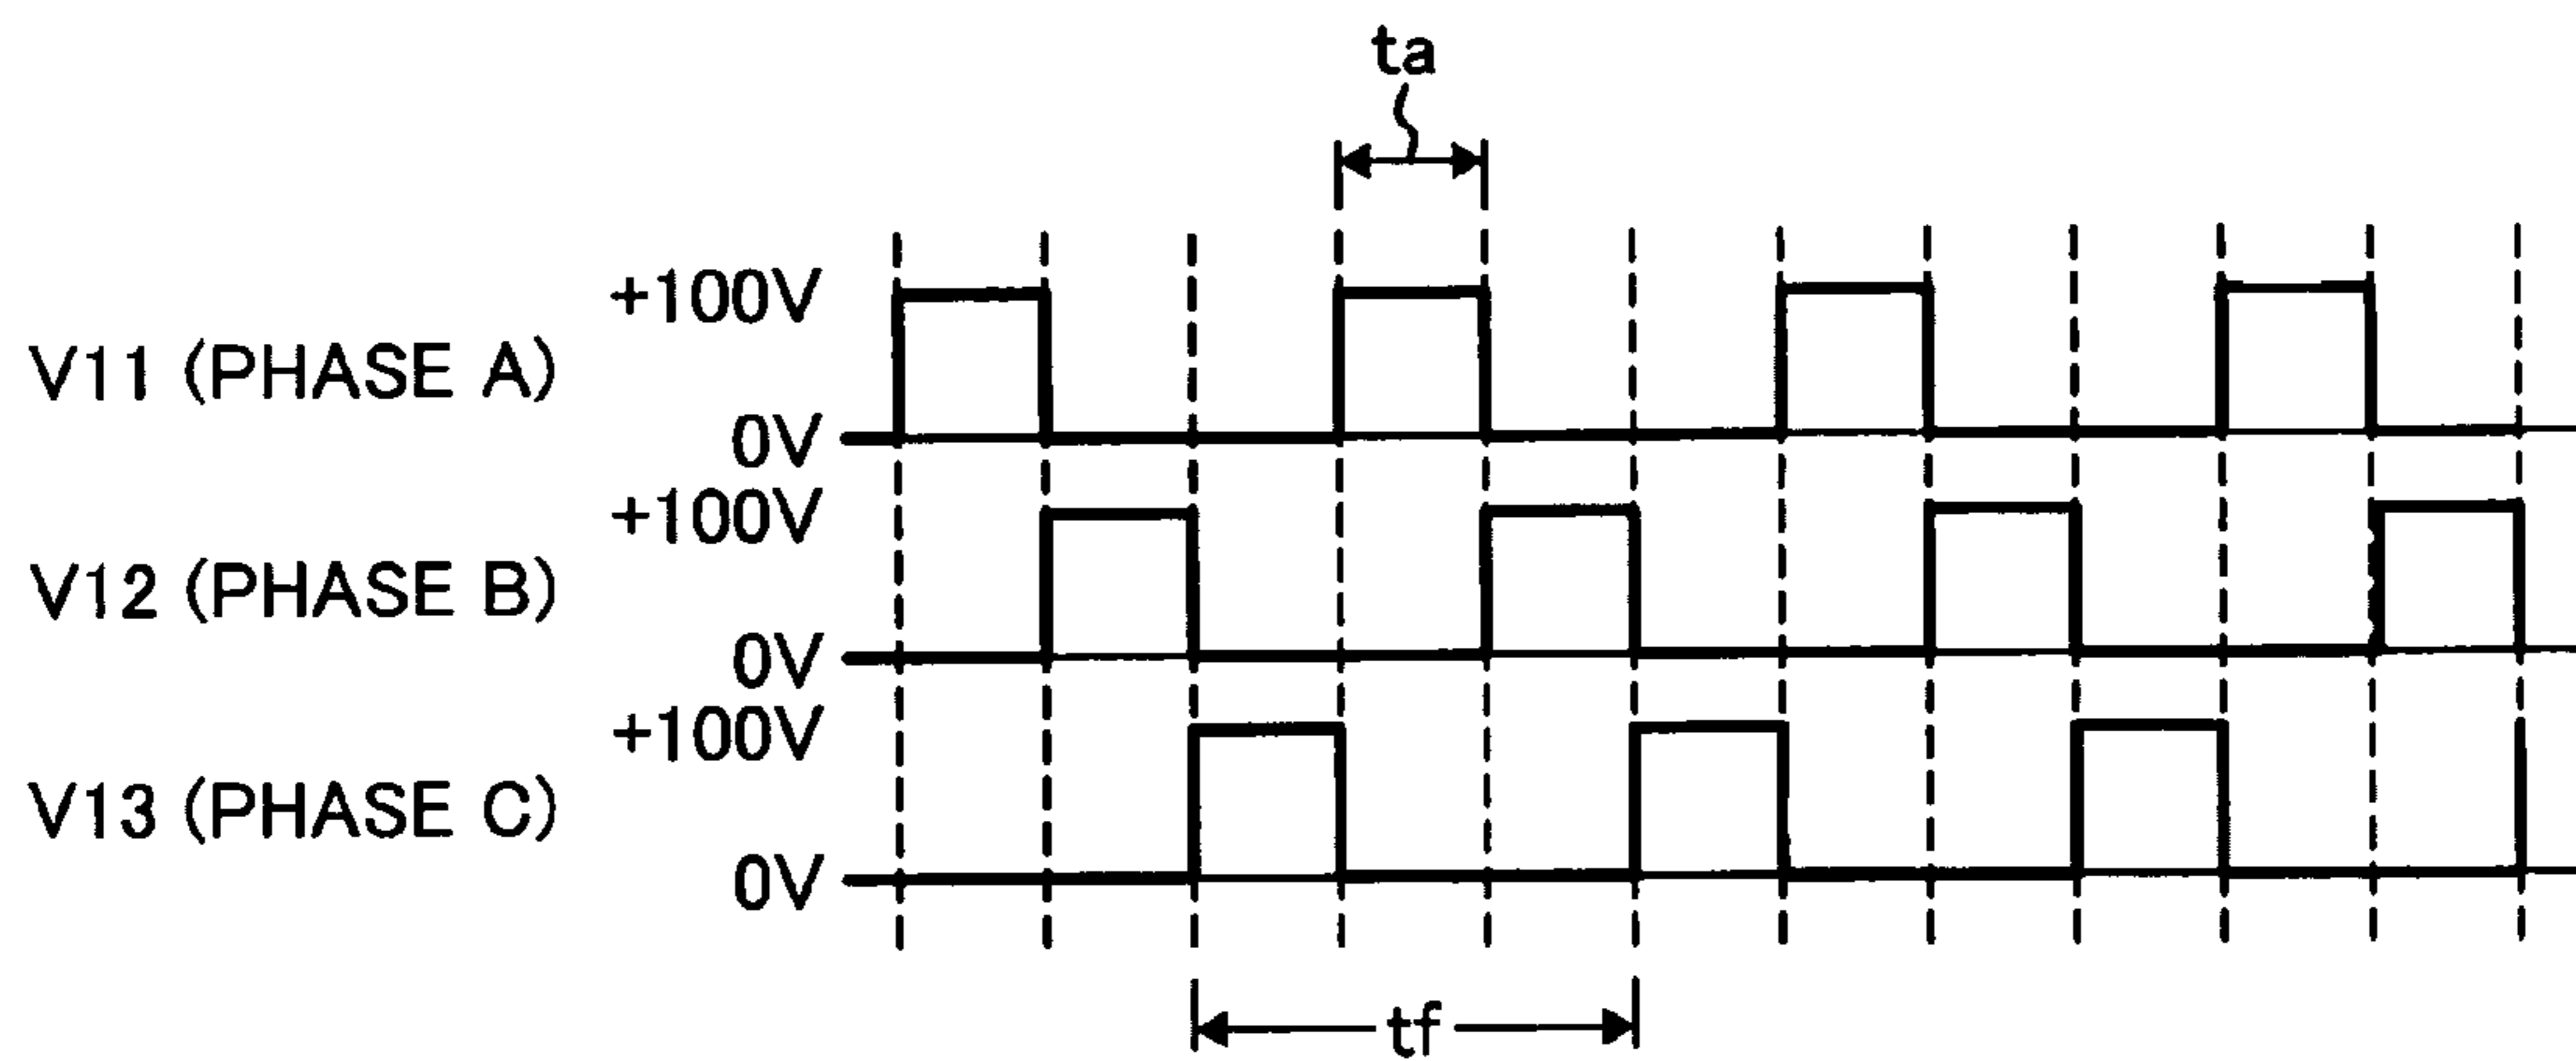 ta
+100V
V11 (PHASE A)
0V
+100V
V12 (PHASE B)
0V
+100V
V13 (PHASE C)
0V
tf